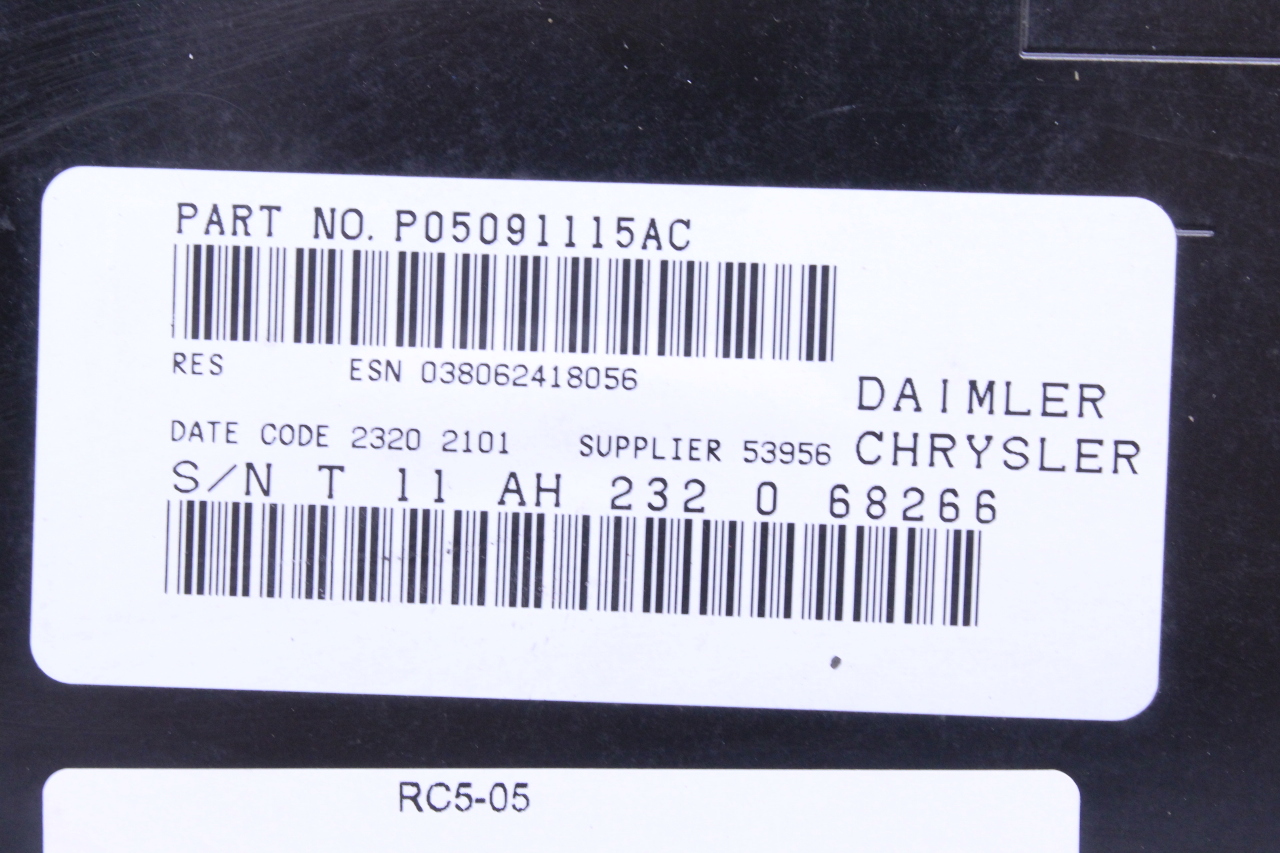 PART NO. P05091115AC
RES ESN 038062418056
DAIMLER
CHRYSLER
DATE CODE 2320 2101 SUPPLIER 53956
S/N T 11 AH 232 0 68266
RC5-05